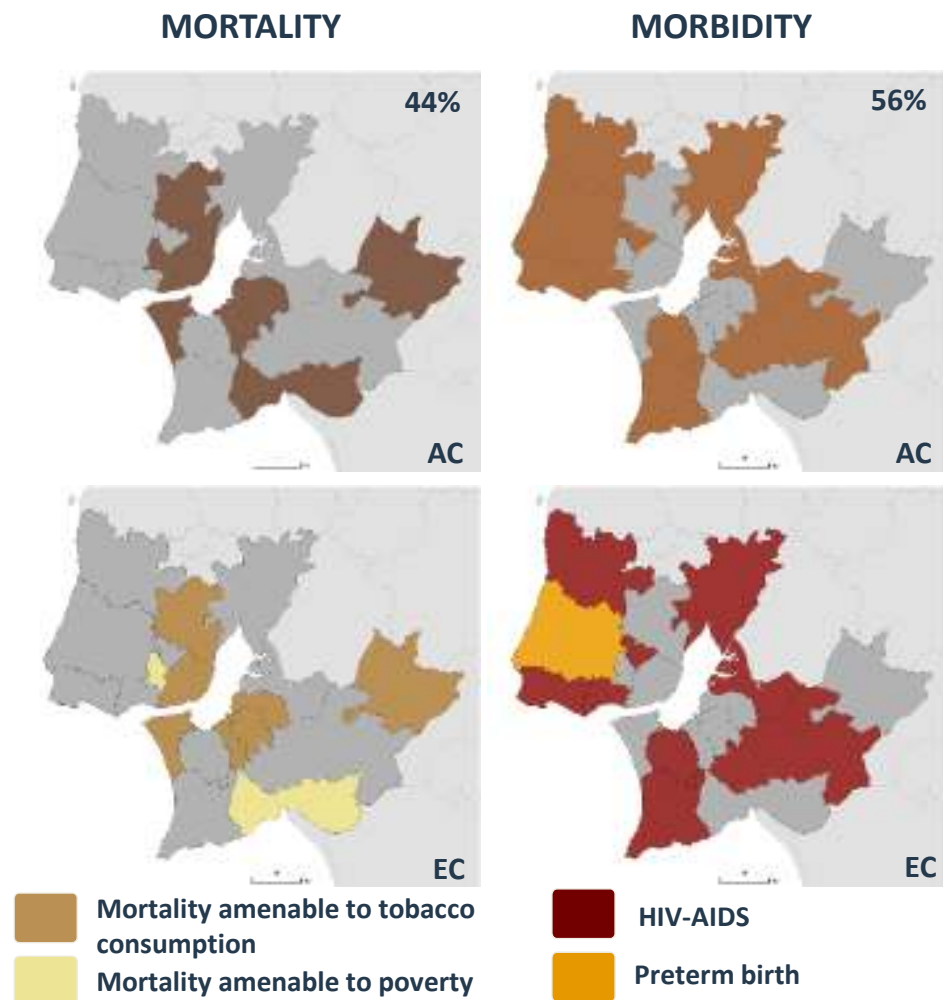 MORTALITY
MORBIDITY
44%
56%
AC
AC
EC
EC
Mortality amenable to tobacco
consumption
Mortality amenable to poverty
HIV-AIDS
Preterm birth